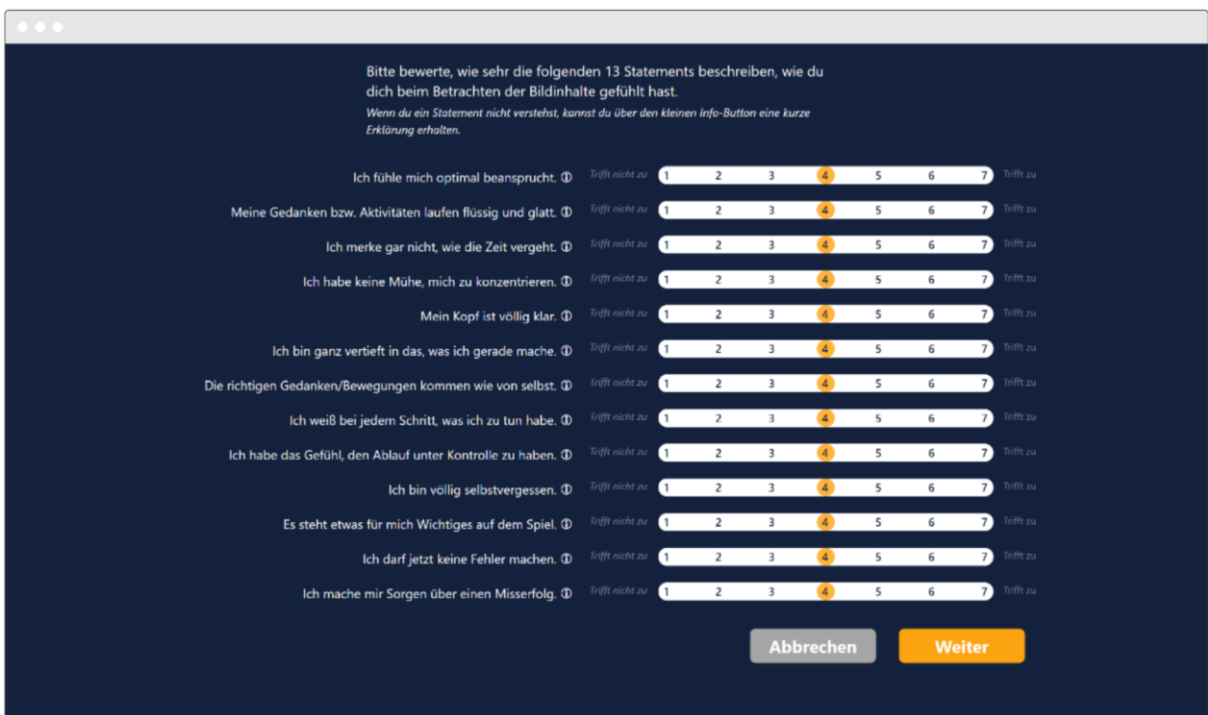 Bitte bewerte, wie sehr die folgenden 13 Statements beschreiben, wie du
dich beim Betrachten der Bildinhalte gefühlt hast.
Wenn du ein Statement nicht verstehst, kannst du über den kleinen Info-Button eine kurze
Erklärung erhalten.
Ich fühle mich optimal beansprucht. ⓘ Trifft nicht zu 1 2 3 4 5 6 7 Trifft zu
Meine Gedanken bzw. Aktivitäten laufen flüssig und glatt. ⓘ Trifft nicht zu 1 2 3 4 5 6 7 Trifft zu
Ich merke gar nicht, wie die Zeit vergeht. ⓘ Trifft nicht zu 1 2 3 4 5 6 7 Trifft zu
Ich habe keine Mühe, mich zu konzentrieren. ⓘ Trifft nicht zu 1 2 3 4 5 6 7 Trifft zu
Mein Kopf ist völlig klar. ⓘ Trifft nicht zu 1 2 3 4 5 6 7 Trifft zu
Ich bin ganz vertieft in das, was ich gerade mache. ⓘ Trifft nicht zu 1 2 3 4 5 6 7 Trifft zu
Die richtigen Gedanken/Bewegungen kommen wie von selbst. ⓘ Trifft nicht zu 1 2 3 4 5 6 7 Trifft zu
Ich weiß bei jedem Schritt, was ich zu tun habe. ⓘ Trifft nicht zu 1 2 3 4 5 6 7 Trifft zu
Ich habe das Gefühl, den Ablauf unter Kontrolle zu haben. ⓘ Trifft nicht zu 1 2 3 4 5 6 7 Trifft zu
Ich bin völlig selbstvergessen. ⓘ Trifft nicht zu 1 2 3 4 5 6 7 Trifft zu
Es steht etwas für mich Wichtiges auf dem Spiel. ⓘ Trifft nicht zu 1 2 3 4 5 6 7 Trifft zu
Ich darf jetzt keine Fehler machen. ⓘ Trifft nicht zu 1 2 3 4 5 6 7 Trifft zu
Ich mache mir Sorgen über einen Misserfolg. ⓘ Trifft nicht zu 1 2 3 4 5 6 7 Trifft zu
Abbrechen Weiter